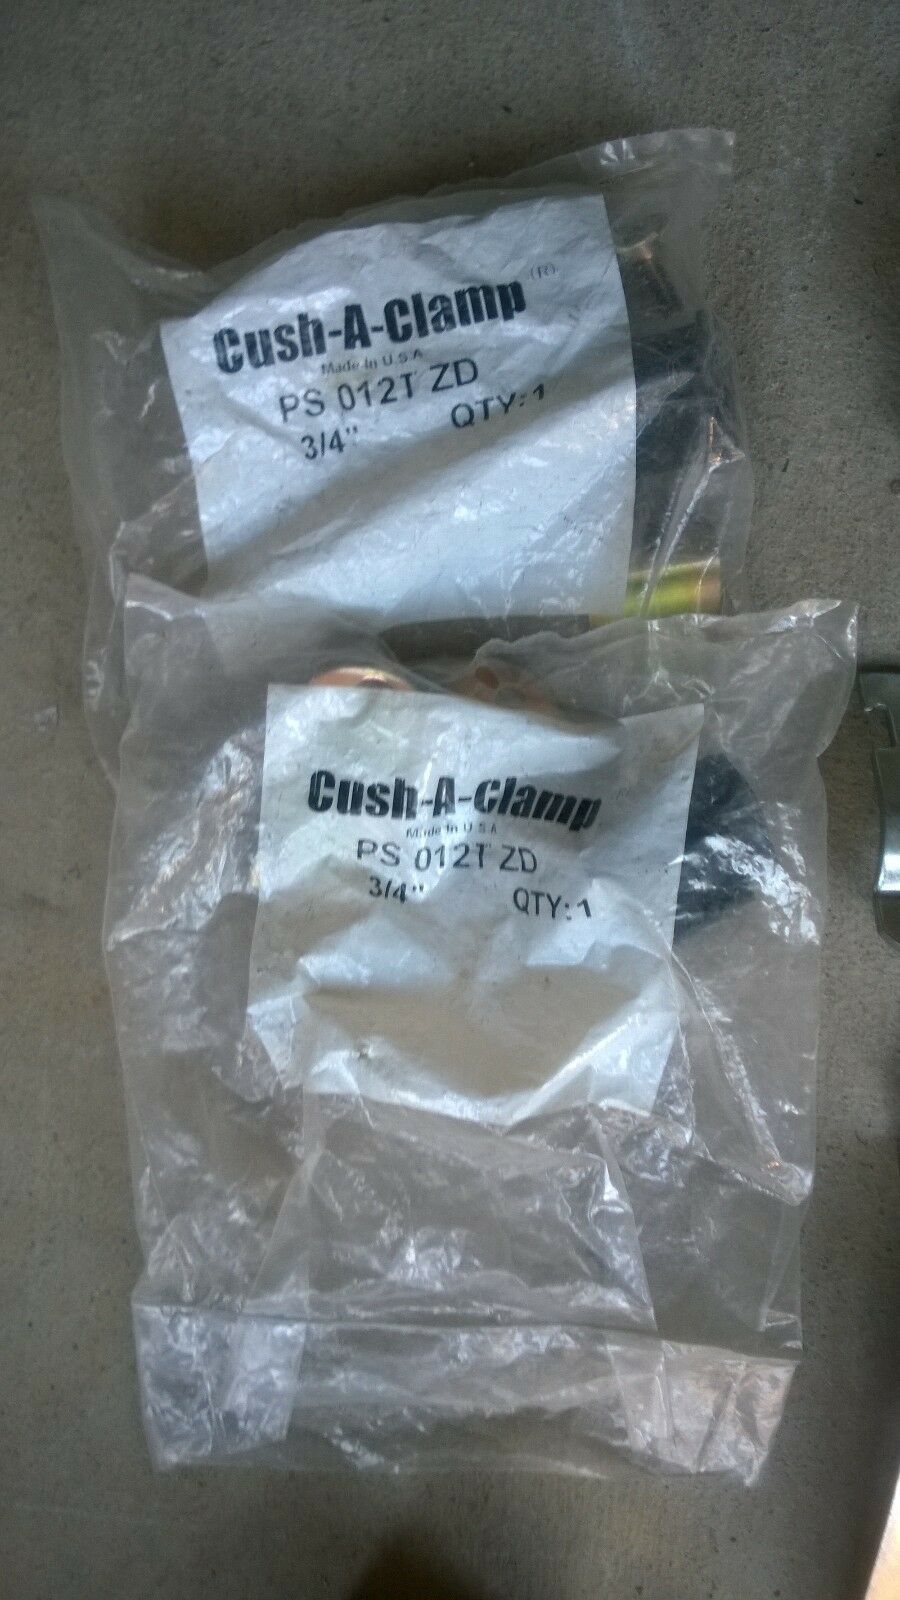 Cush-A-Clamp (R)
Made In U.S.A.
PS 012T ZD
3/4" QTY: 1
Cush-A-Clamp
Made In U.S.A
PS 012T ZD
3/4" QTY: 1